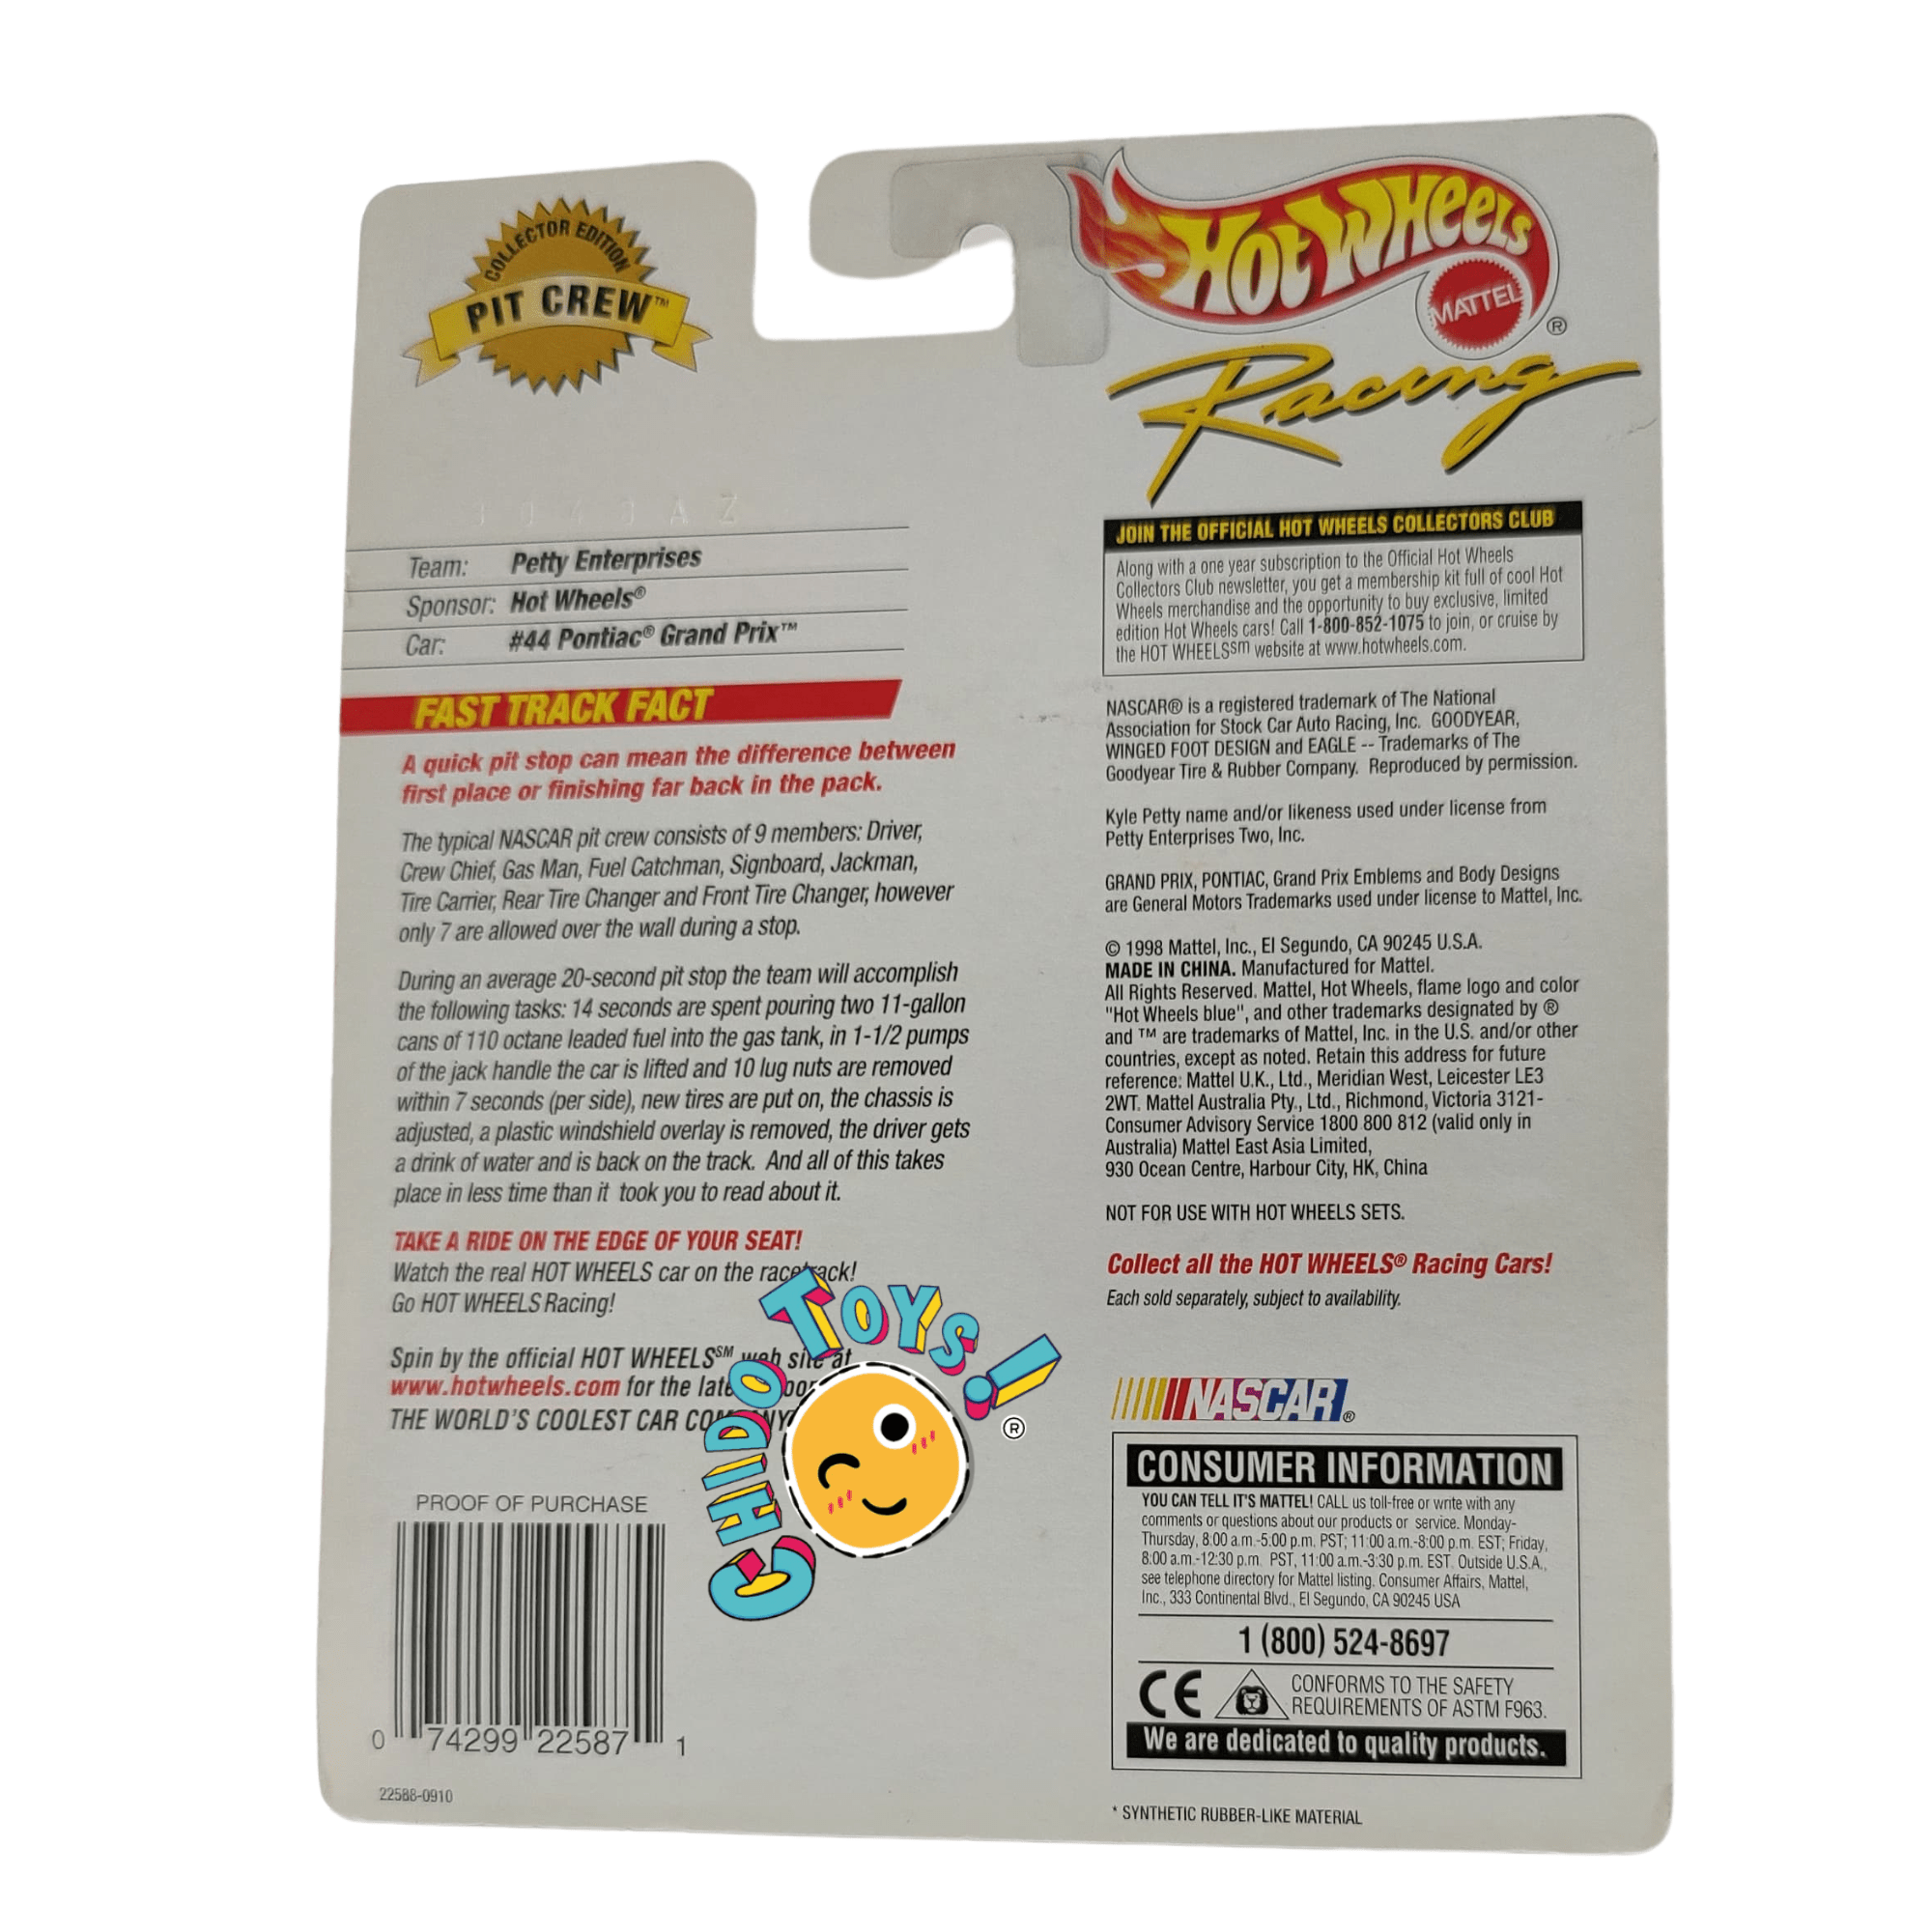 COLLECTOR EDITION
PIT CREW™
HOT WHEELS
MATTEL
®
Racing
Team: Petty Enterprises
Sponsor: Hot Wheels®
Car: #44 Pontiac® Grand Prix™
FAST TRACK FACT
A quick pit stop can mean the difference between
first place or finishing far back in the pack.
The typical NASCAR pit crew consists of 9 members: Driver,
Crew Chief, Gas Man, Fuel Catchman, Signboard, Jackman,
Tire Carrier, Rear Tire Changer and Front Tire Changer, however
only 7 are allowed over the wall during a stop.
During an average 20-second pit stop the team will accomplish
the following tasks: 14 seconds are spent pouring two 11-gallon
cans of 110 octane leaded fuel into the gas tank, in 1-1/2 pumps
of the jack handle the car is lifted and 10 lug nuts are removed
within 7 seconds (per side), new tires are put on, the chassis is
adjusted, a plastic windshield overlay is removed, the driver gets
a drink of water and is back on the track. And all of this takes
place in less time than it took you to read about it.
TAKE A RIDE ON THE EDGE OF YOUR SEAT!
Watch the real HOT WHEELS car on the racetrack!
Go HOT WHEELS Racing!
Spin by the official HOT WHEELS℠ web site at
www.hotwheels.com for the
THE WORLD'S COOLEST CAR COMPANY
CHIDO TOYS!
®
PROOF OF PURCHASE
0 74299 22587 1
22588-0910
JOIN THE OFFICIAL HOT WHEELS COLLECTORS CLUB
Along with a one year subscription to the Official Hot Wheels
Collectors Club newsletter, you get a membership kit full of cool Hot
Wheels merchandise and the opportunity to buy exclusive, limited
edition Hot Wheels cars! Call 1-800-852-1075 to join, or cruise by
the HOT WHEELSsm website at www.hotwheels.com.
NASCAR® is a registered trademark of The National
Association for Stock Car Auto Racing, Inc. GOODYEAR,
WINGED FOOT DESIGN and EAGLE -- Trademarks of The
Goodyear Tire & Rubber Company. Reproduced by permission.
Kyle Petty name and/or likeness used under license from
Petty Enterprises Two, Inc.
GRAND PRIX, PONTIAC, Grand Prix Emblems and Body Designs
are General Motors Trademarks used under license to Mattel, Inc.
© 1998 Mattel, Inc., El Segundo, CA 90245 U.S.A.
MADE IN CHINA. Manufactured for Mattel.
All Rights Reserved. Mattel, Hot Wheels, flame logo and color
"Hot Wheels blue", and other trademarks designated by ®
and ™ are trademarks of Mattel, Inc. in the U.S. and/or other
countries, except as noted. Retain this address for future
reference: Mattel U.K., Ltd., Meridian West, Leicester LE3
2WT. Mattel Australia Pty., Ltd., Richmond, Victoria 3121-
Consumer Advisory Service 1800 800 812 (valid only in
Australia) Mattel East Asia Limited,
930 Ocean Centre, Harbour City, HK, China
NOT FOR USE WITH HOT WHEELS SETS.
Collect all the HOT WHEELS® Racing Cars!
Each sold separately, subject to availability.
NASCAR®
CONSUMER INFORMATION
YOU CAN TELL IT'S MATTEL! CALL us toll-free or write with any
comments or questions about our products or service. Monday-
Thursday, 8:00 a.m.-5:00 p.m. PST; 11:00 a.m.-8:00 p.m. EST; Friday,
8:00 a.m.-12:30 p.m. PST, 11:00 a.m.-3:30 p.m. EST. Outside U.S.A.,
see telephone directory for Mattel listing. Consumer Affairs, Mattel,
Inc., 333 Continental Blvd., El Segundo, CA 90245 USA
1 (800) 524-8697
CE CONFORMS TO THE SAFETY
REQUIREMENTS OF ASTM F963.
We are dedicated to quality products.
* SYNTHETIC RUBBER-LIKE MATERIAL